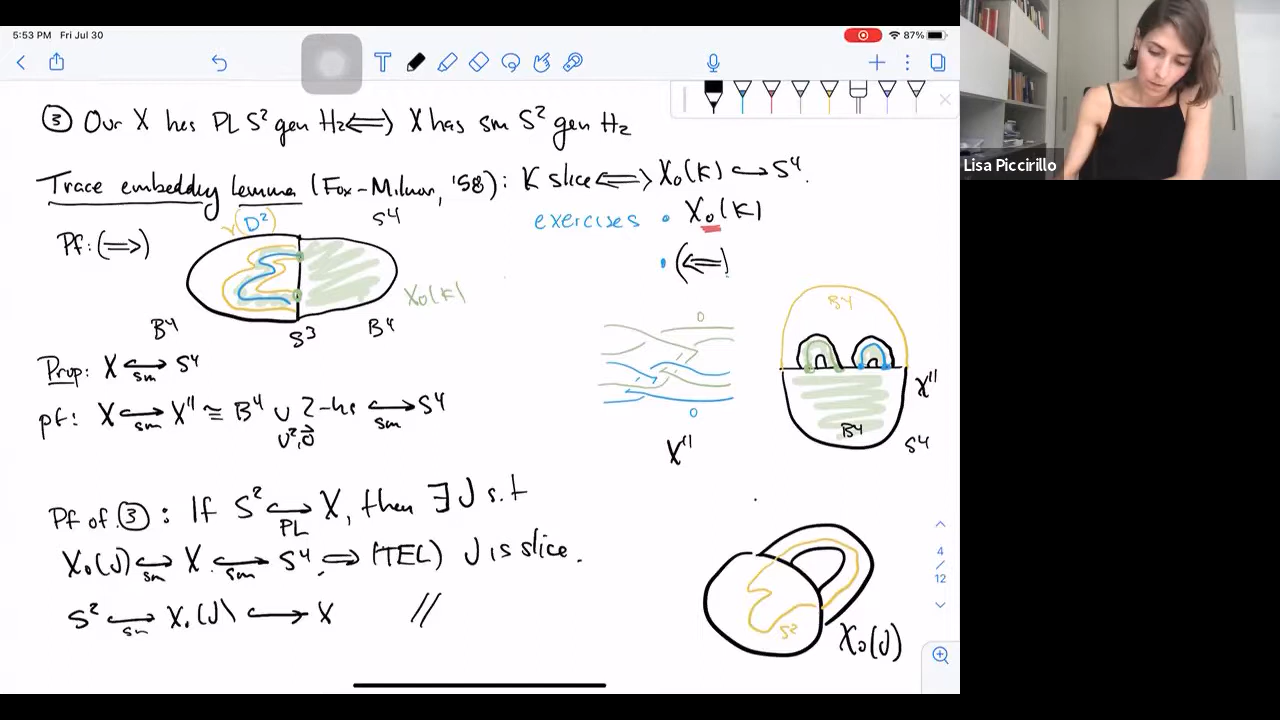 5:53 PM Fri Jul 30
87%
③ Our X hes PL S² gen H₂ ⟺ X has sm S² gen H₂
Lisa Piccirillo
Trace embedding lemma (Fox-Milnor, '58): K slice ⟺ X₀(K) ↪ S⁴.
exercises • X₀(K)
• (⟸)
Pf: (⟹)
ν(D²)
S⁴
X₀(K)
B⁴ S³ B⁴
0
0
X''
B⁴
B⁴
X''
S⁴
Prop: X ↪ S⁴
sm
pf: X ↪ X'' ≅ B⁴ ∪ 2-hs ↪ S⁴
sm U²,0⃗ sm
Pf of ③: If S² ↪ X, then ∃ J s.t
PL
X₀(J) ↪ X ↪ S⁴ ⟹ (TEL) J is slice.
sm sm
S² ↪ X₀(J) ↪ X //
sm
S²
X₀(J)
4
/
12